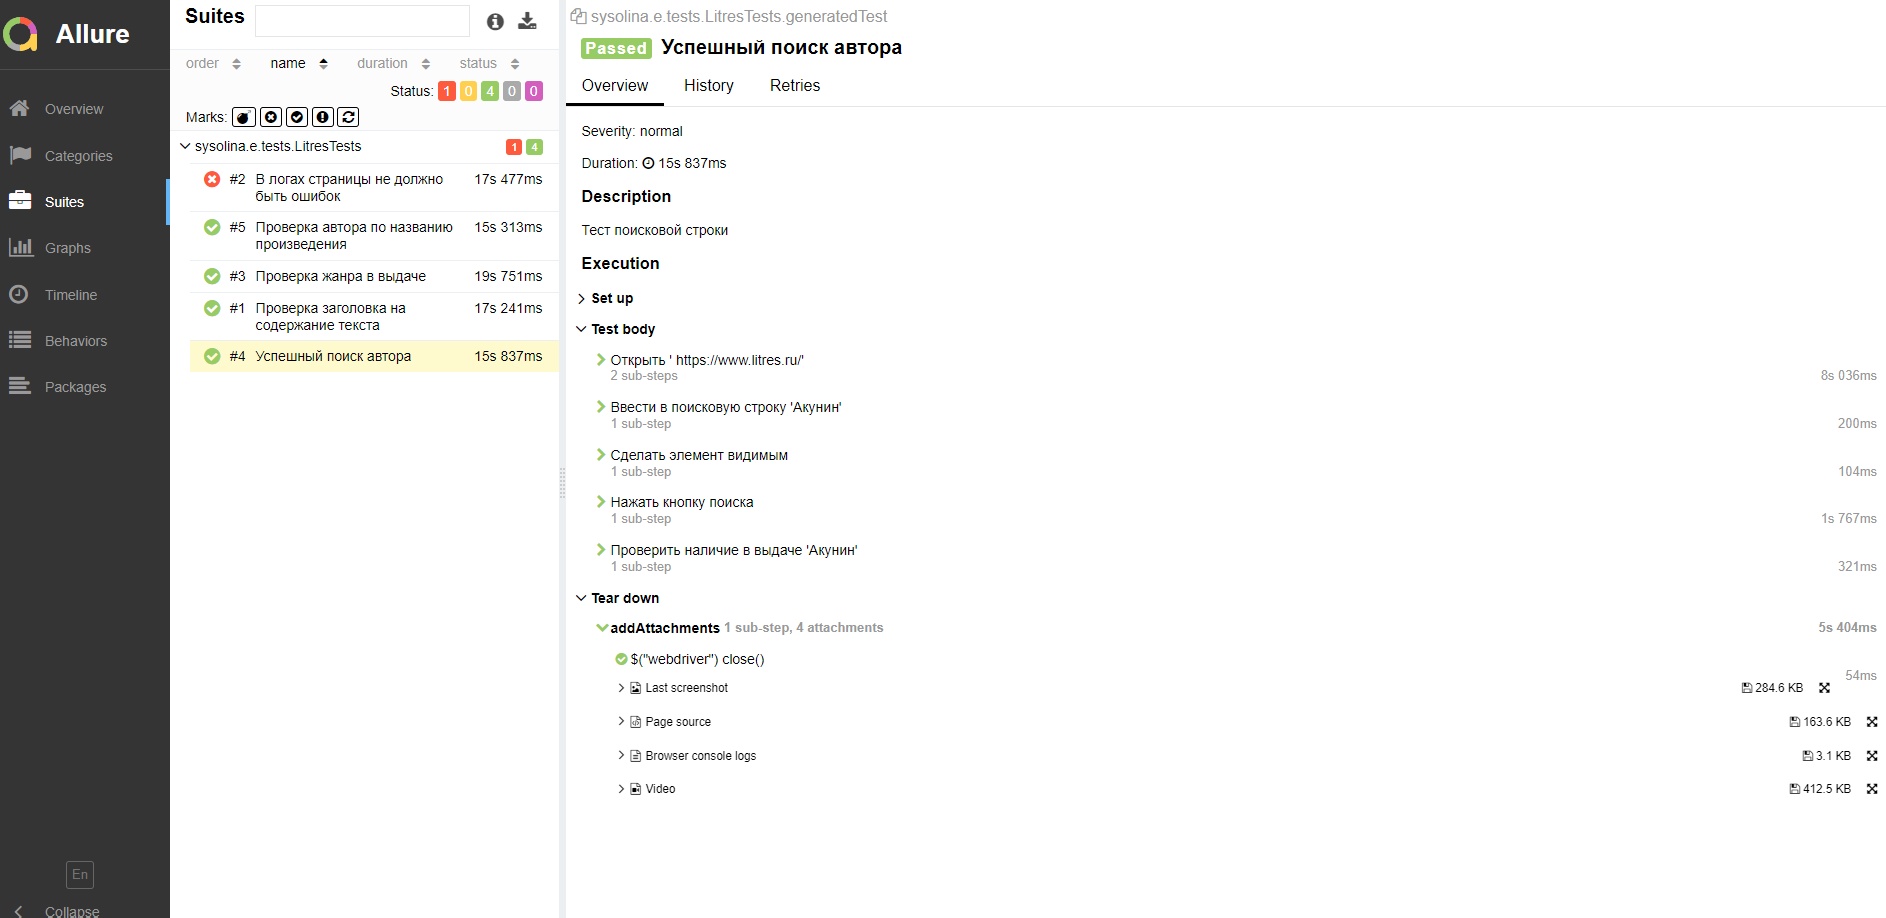 Allure
Overview
Categories
Suites
Graphs
Timeline
Behaviors
Packages
En
Collapse
Suites
order name duration status
Status: 1 0 4 0 0
Marks:
sysolina.e.tests.LitresTests 1 4
#2 В логах страницы не должно 17s 477ms
быть ошибок
#5 Проверка автора по названию 15s 313ms
произведения
#3 Проверка жанра в выдаче 19s 751ms
#1 Проверка заголовка на 17s 241ms
содержание текста
#4 Успешный поиск автора 15s 837ms
sysolina.e.tests.LitresTests.generatedTest
Passed Успешный поиск автора
Overview History Retries
Severity: normal
Duration: 15s 837ms
Description
Тест поисковой строки
Execution
Set up
Test body
Открыть ' https://www.litres.ru/'
2 sub-steps 8s 036ms
Ввести в поисковую строку 'Акунин'
1 sub-step 200ms
Сделать элемент видимым
1 sub-step 104ms
Нажать кнопку поиска
1 sub-step 1s 767ms
Проверить наличие в выдаче 'Акунин'
1 sub-step 321ms
Tear down
addAttachments 1 sub-step, 4 attachments 5s 404ms
$("webdriver") close()
54ms
Last screenshot 284.6 KB
Page source 163.6 KB
Browser console logs 3.1 KB
Video 412.5 KB